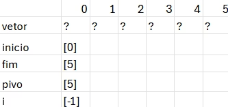 0 1 2 3 4 5
vetor ? ? ? ? ? ?
inicio [0]
fim [5]
pivo [5]
i [-1]